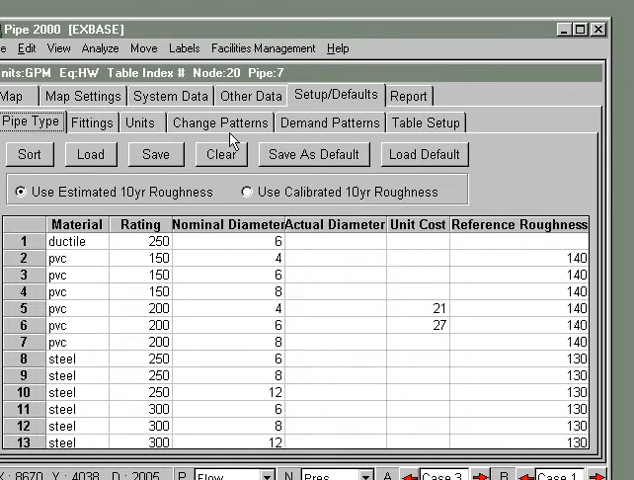 Pipe 2000 [EXBASE]
e Edit View Analyze Move Labels Facilities Management Help
nits:GPM Eq:HW Table Index # Node:20 Pipe:7
Map Map Settings System Data Other Data Setup/Defaults Report
Pipe Type Fittings Units Change Patterns Demand Patterns Table Setup
Sort Load Save Clear Save As Default Load Default
Use Estimated 10yr Roughness Use Calibrated 10yr Roughness
Material Rating Nominal Diameter Actual Diameter Unit Cost Reference Roughness
1 ductile 250 6
2 pvc 150 4 140
3 pvc 150 6 140
4 pvc 150 8 140
5 pvc 200 4 21 140
6 pvc 200 6 27 140
7 pvc 200 8 140
8 steel 250 6 130
9 steel 250 8 130
10 steel 250 12 130
11 steel 300 6 130
12 steel 300 8 130
13 steel 300 12 130
X : 8670 Y : 4038 D : 2005 P Flow N Pres A Case 3 B Case 1